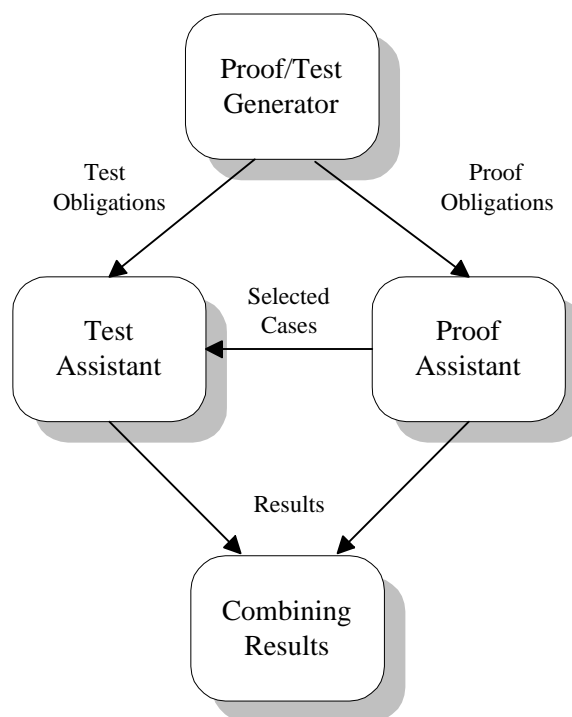 Proof/Test
Generator
Test
Obligations
Proof
Obligations
Selected
Cases
Test
Assistant
Proof
Assistant
Results
Combining
Results